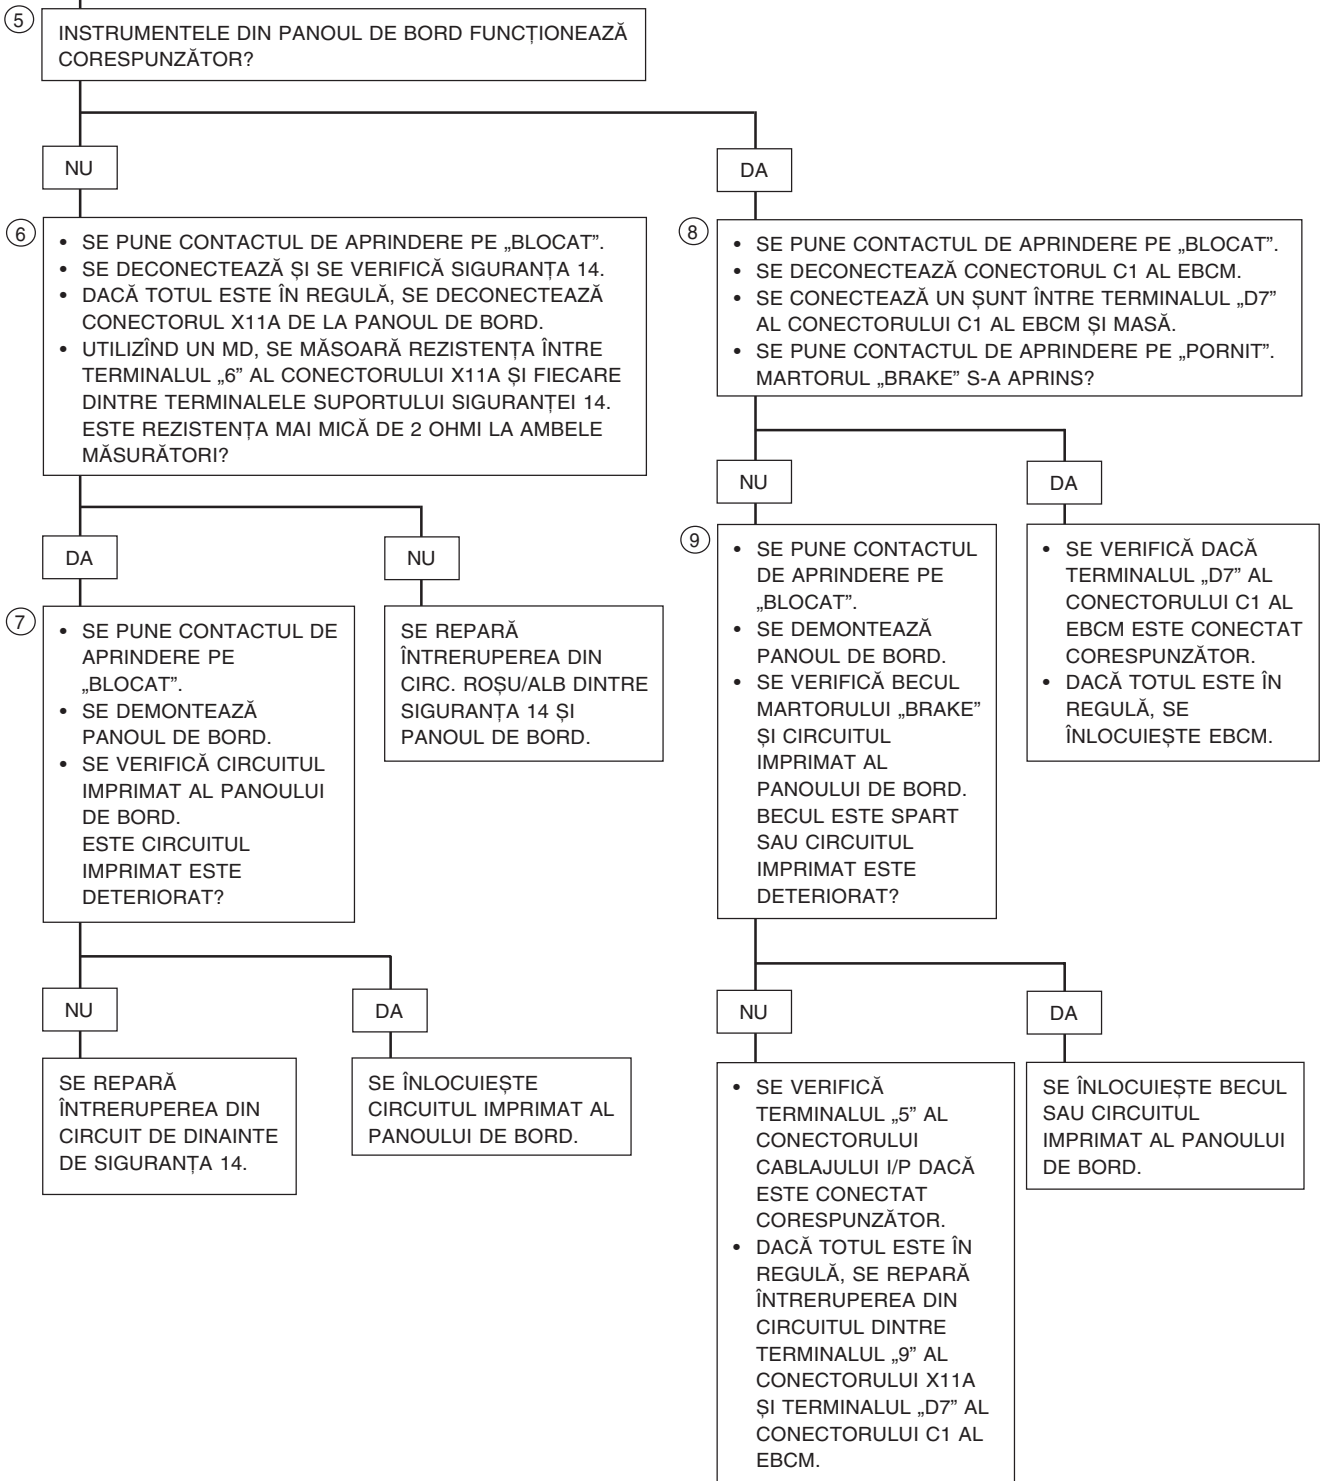 5
INSTRUMENTELE DIN PANOUL DE BORD FUNCȚIONEAZĂ
CORESPUNZĂTOR?
NU
DA
6
• SE PUNE CONTACTUL DE APRINDERE PE „BLOCAT”.
• SE DECONECTEAZĂ ȘI SE VERIFICĂ SIGURANȚA 14.
• DACĂ TOTUL ESTE ÎN REGULĂ, SE DECONECTEAZĂ
CONECTORUL X11A DE LA PANOUL DE BORD.
• UTILIZÎND UN MD, SE MĂSOARĂ REZISTENȚA ÎNTRE
TERMINALUL „6” AL CONECTORULUI X11A ȘI FIECARE
DINTRE TERMINALELE SUPORTULUI SIGURANȚEI 14.
ESTE REZISTENȚA MAI MICĂ DE 2 OHMI LA AMBELE
MĂSURĂTORI?
8
• SE PUNE CONTACTUL DE APRINDERE PE „BLOCAT”.
• SE DECONECTEAZĂ CONECTORUL C1 AL EBCM.
• SE CONECTEAZĂ UN ȘUNT ÎNTRE TERMINALUL „D7”
AL CONECTORULUI C1 AL EBCM ȘI MASĂ.
• SE PUNE CONTACTUL DE APRINDERE PE „PORNIT”.
MARTORUL „BRAKE” S-A APRINS?
DA
NU
NU
DA
7
• SE PUNE CONTACTUL DE
APRINDERE PE
„BLOCAT”.
• SE DEMONTEAZĂ
PANOUL DE BORD.
• SE VERIFICĂ CIRCUITUL
IMPRIMAT AL PANOULUI
DE BORD.
ESTE CIRCUITUL
IMPRIMAT ESTE
DETERIORAT?
SE REPARĂ
ÎNTRERUPEREA DIN
CIRC. ROȘU/ALB DINTRE
SIGURANȚA 14 ȘI
PANOUL DE BORD.
9
• SE PUNE CONTACTUL
DE APRINDERE PE
„BLOCAT”.
• SE DEMONTEAZĂ
PANOUL DE BORD.
• SE VERIFICĂ BECUL
MARTORULUI „BRAKE”
ȘI CIRCUITUL
IMPRIMAT AL
PANOULUI DE BORD.
BECUL ESTE SPART
SAU CIRCUITUL
IMPRIMAT ESTE
DETERIORAT?
• SE VERIFICĂ DACĂ
TERMINALUL „D7” AL
CONECTORULUI C1 AL
EBCM ESTE CONECTAT
CORESPUNZĂTOR.
• DACĂ TOTUL ESTE ÎN
REGULĂ, SE
ÎNLOCUIEȘTE EBCM.
NU
DA
NU
DA
SE REPARĂ
ÎNTRERUPEREA DIN
CIRCUIT DE DINAINTE
DE SIGURANȚA 14.
SE ÎNLOCUIEȘTE
CIRCUITUL IMPRIMAT AL
PANOULUI DE BORD.
• SE VERIFICĂ
TERMINALUL „5” AL
CONECTORULUI
CABLAJULUI I/P DACĂ
ESTE CONECTAT
CORESPUNZĂTOR.
• DACĂ TOTUL ESTE ÎN
REGULĂ, SE REPARĂ
ÎNTRERUPEREA DIN
CIRCUITUL DINTRE
TERMINALUL „9” AL
CONECTORULUI X11A
ȘI TERMINALUL „D7” AL
CONECTORULUI C1 AL
EBCM.
SE ÎNLOCUIEȘTE BECUL
SAU CIRCUITUL
IMPRIMAT AL PANOULUI
DE BORD.